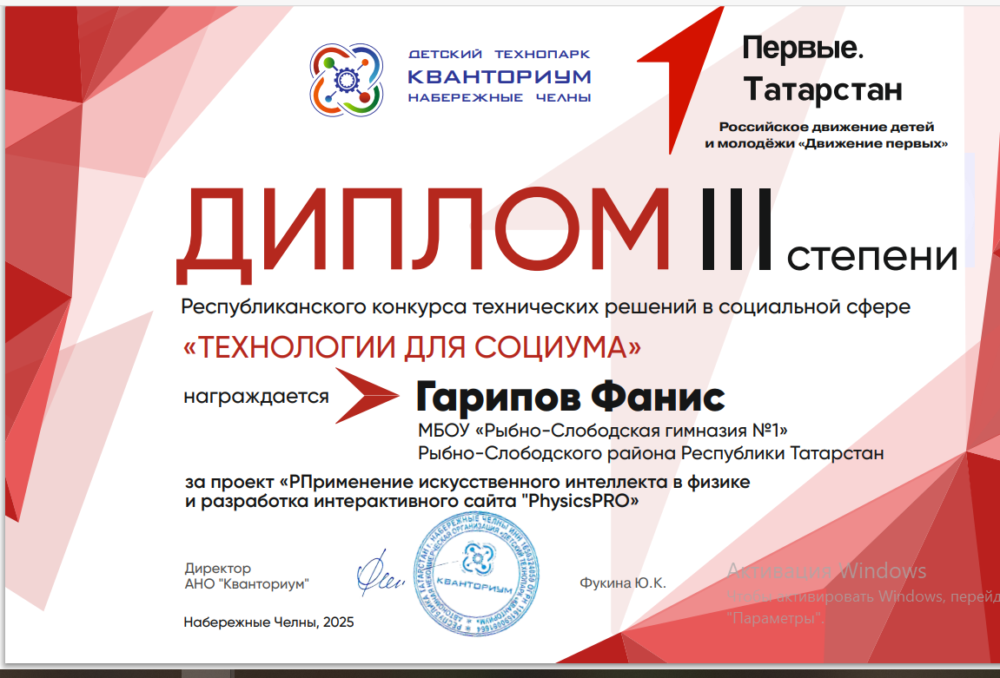 ДЕТСКИЙ ТЕХНОПАРК
КВАНТОРИУМ
НАБЕРЕЖНЫЕ ЧЕЛНЫ
Первые.
Татарстан
Российское движение детей
и молодёжи «Движение первых»
ДИПЛОМ III степени
Республиканского конкурса технических решений в социальной сфере
«ТЕХНОЛОГИИ ДЛЯ СОЦИУМА»
награждается
Гарипов Фанис
МБОУ «Рыбно-Слободская гимназия №1»
Рыбно-Слободского района Республики Татарстан
за проект «РПрименение искусственного интеллекта в физике
и разработка интерактивного сайта "PhysicsPRO»
Директор
АНО "Кванториум"
КВАНТОРИУМ
Фукина Ю.К.
Набережные Челны, 2025
Активация Windows
Чтобы активировать Windows, перейд
"Параметры".